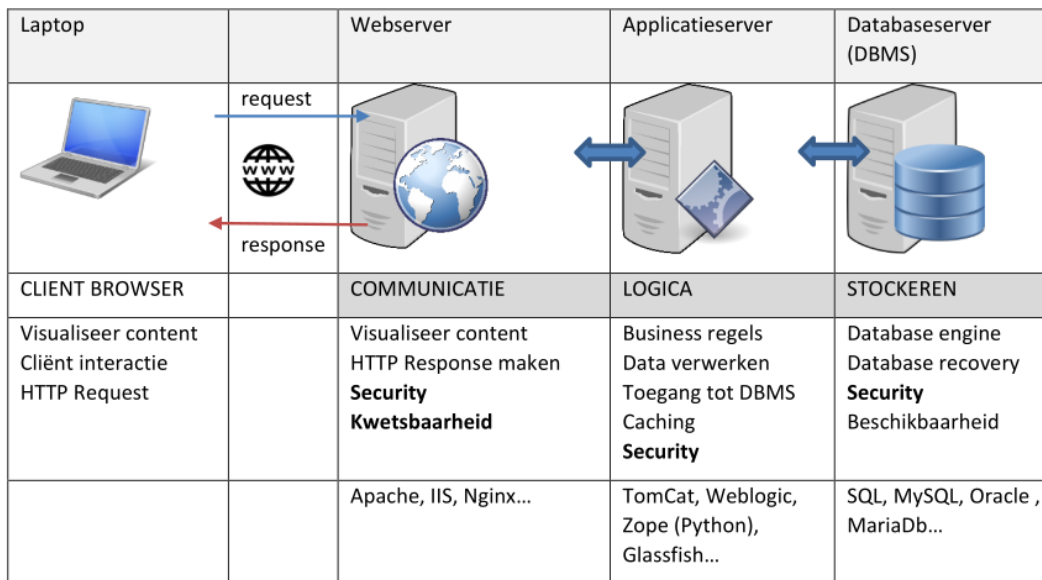 Laptop
Webserver
Applicatieserver
Databaseserver
(DBMS)
request
www
response
CLIENT BROWSER
COMMUNICATIE
LOGICA
STOCKEREN
Visualiseer content
Cliënt interactie
HTTP Request
Visualiseer content
HTTP Response maken
Security
Kwetsbaarheid
Business regels
Data verwerken
Toegang tot DBMS
Caching
Security
Database engine
Database recovery
Security
Beschikbaarheid
Apache, IIS, Nginx...
TomCat, Weblogic,
Zope (Python),
Glassfish...
SQL, MySQL, Oracle ,
MariaDb...